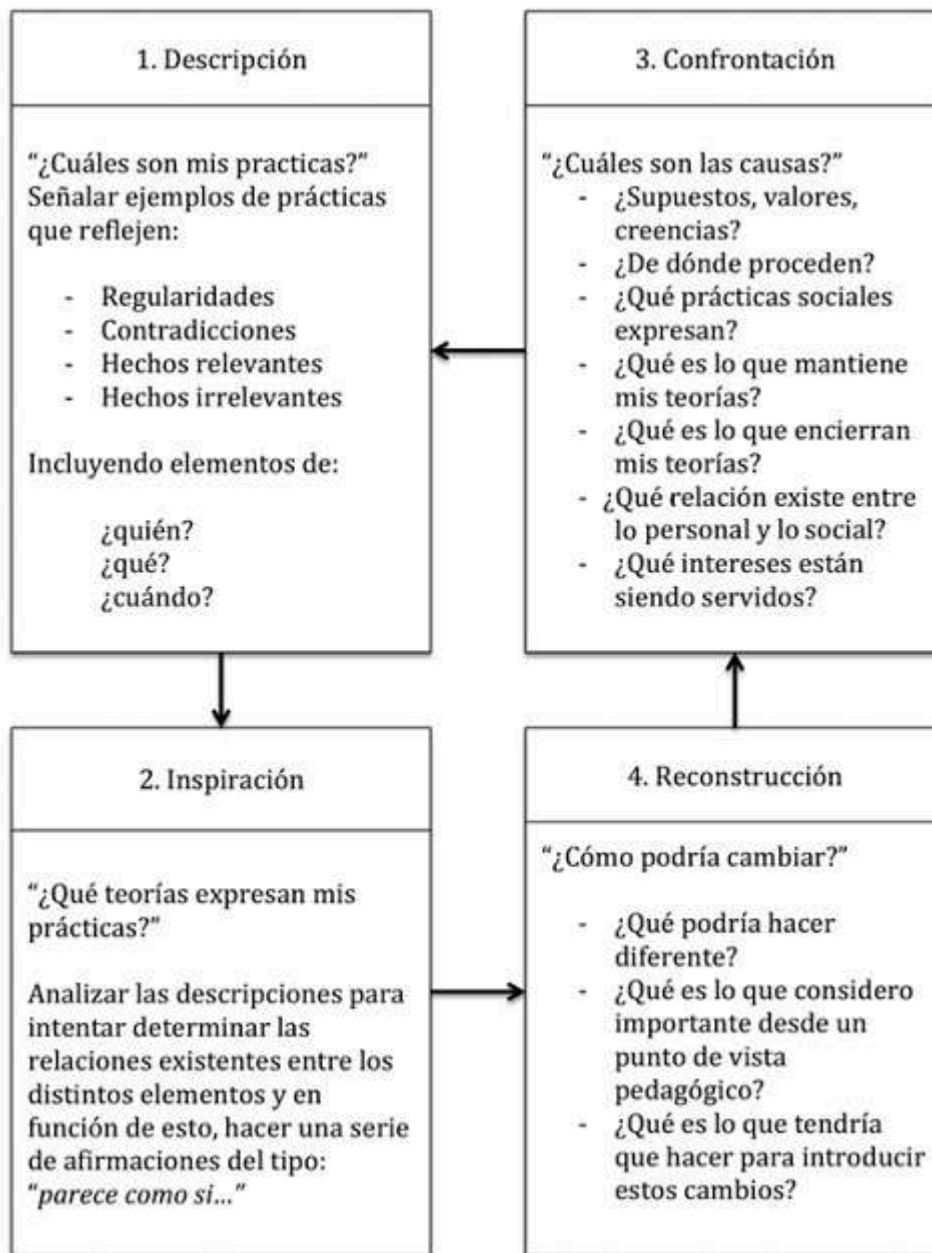 1. Descripción
“¿Cuáles son mis practicas?”
Señalar ejemplos de prácticas
que reflejen:
- Regularidades
- Contradicciones
- Hechos relevantes
- Hechos irrelevantes
Incluyendo elementos de:
¿quién?
¿qué?
¿cuándo?
2. Inspiración
“¿Qué teorías expresan mis
prácticas?”
Analizar las descripciones para
intentar determinar las
relaciones existentes entre los
distintos elementos y en
función de esto, hacer una serie
de afirmaciones del tipo:
“parece como si...”
3. Confrontación
“¿Cuáles son las causas?”
- ¿Supuestos, valores,
creencias?
- ¿De dónde proceden?
- ¿Qué prácticas sociales
expresan?
- ¿Qué es lo que mantiene
mis teorías?
- ¿Qué es lo que encierran
mis teorías?
- ¿Qué relación existe entre
lo personal y lo social?
- ¿Qué intereses están
siendo servidos?
4. Reconstrucción
“¿Cómo podría cambiar?”
- ¿Qué podría hacer
diferente?
- ¿Qué es lo que considero
importante desde un
punto de vista
pedagógico?
- ¿Qué es lo que tendría
que hacer para introducir
estos cambios?